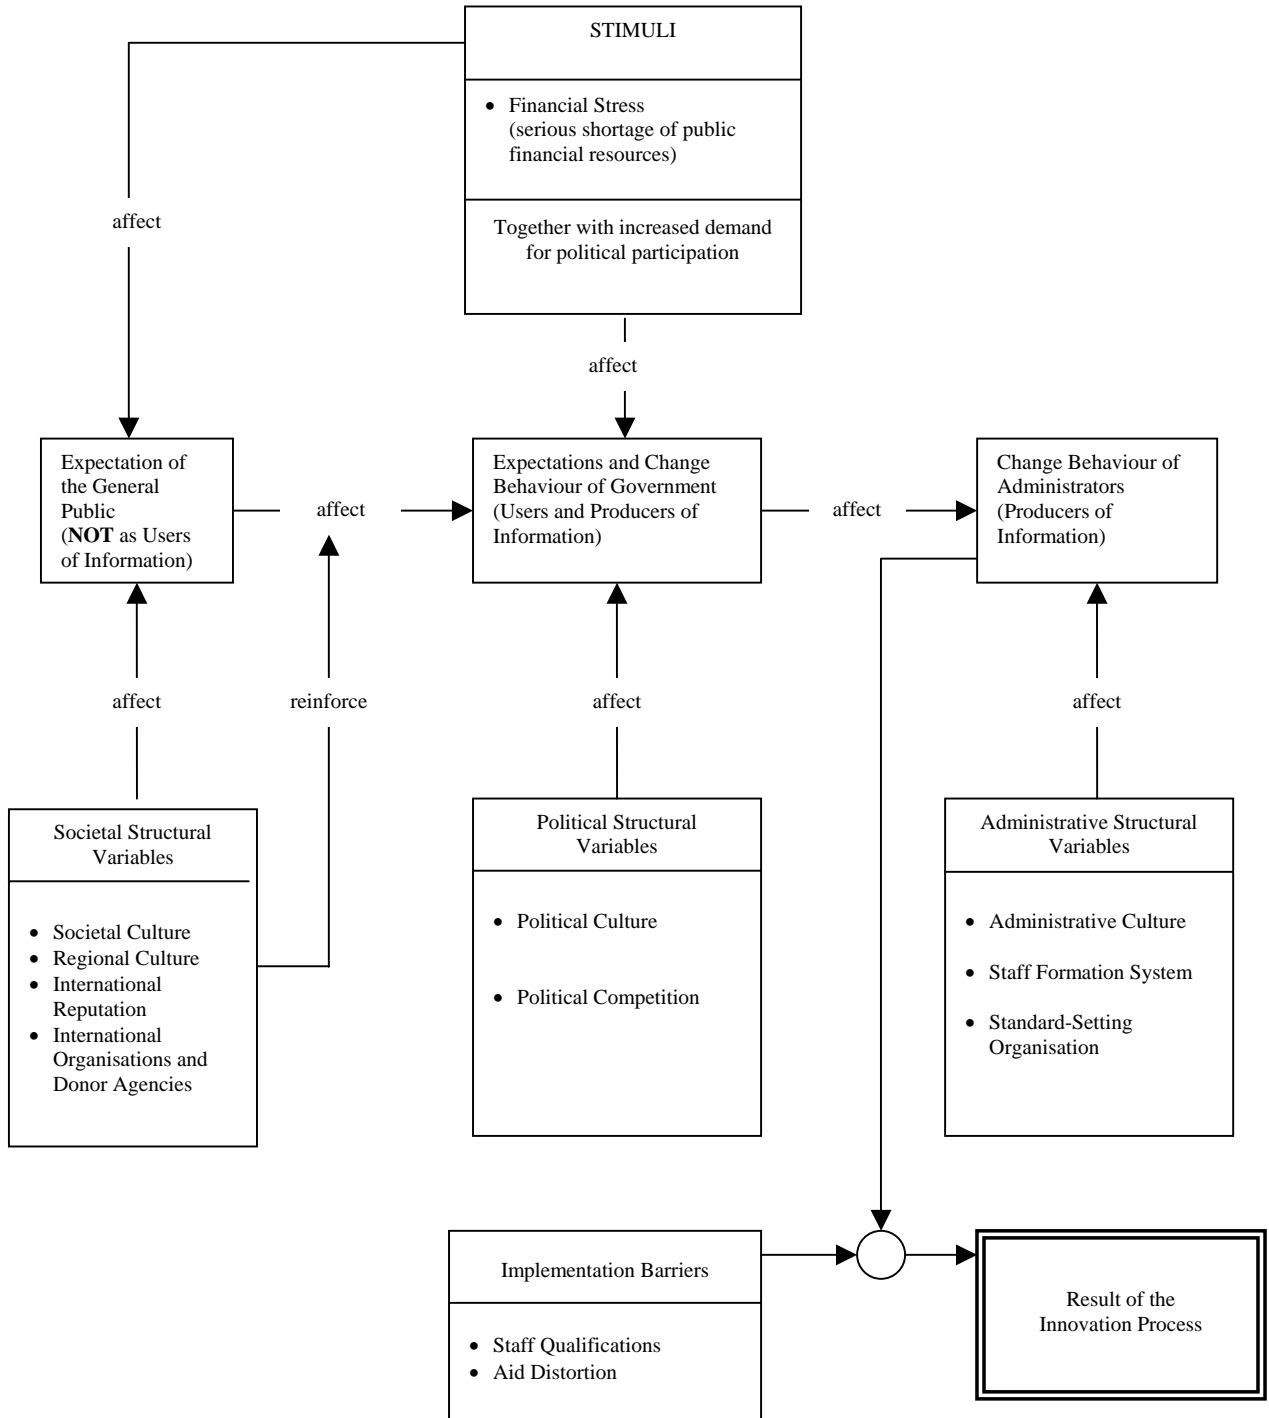 STIMULI
• Financial Stress
(serious shortage of public
financial resources)
Together with increased demand
for political participation
affect
affect
Expectation of
the General
Public
(NOT as Users
of Information)
affect
Expectations and Change
Behaviour of Government
(Users and Producers of
Information)
affect
Change Behaviour of
Administrators
(Producers of
Information)
affect
reinforce
affect
affect
Societal Structural
Variables
• Societal Culture
• Regional Culture
• International
Reputation
• International
Organisations and
Donor Agencies
Political Structural
Variables
• Political Culture
• Political Competition
Administrative Structural
Variables
• Administrative Culture
• Staff Formation System
• Standard-Setting
Organisation
Implementation Barriers
• Staff Qualifications
• Aid Distortion
Result of the
Innovation Process